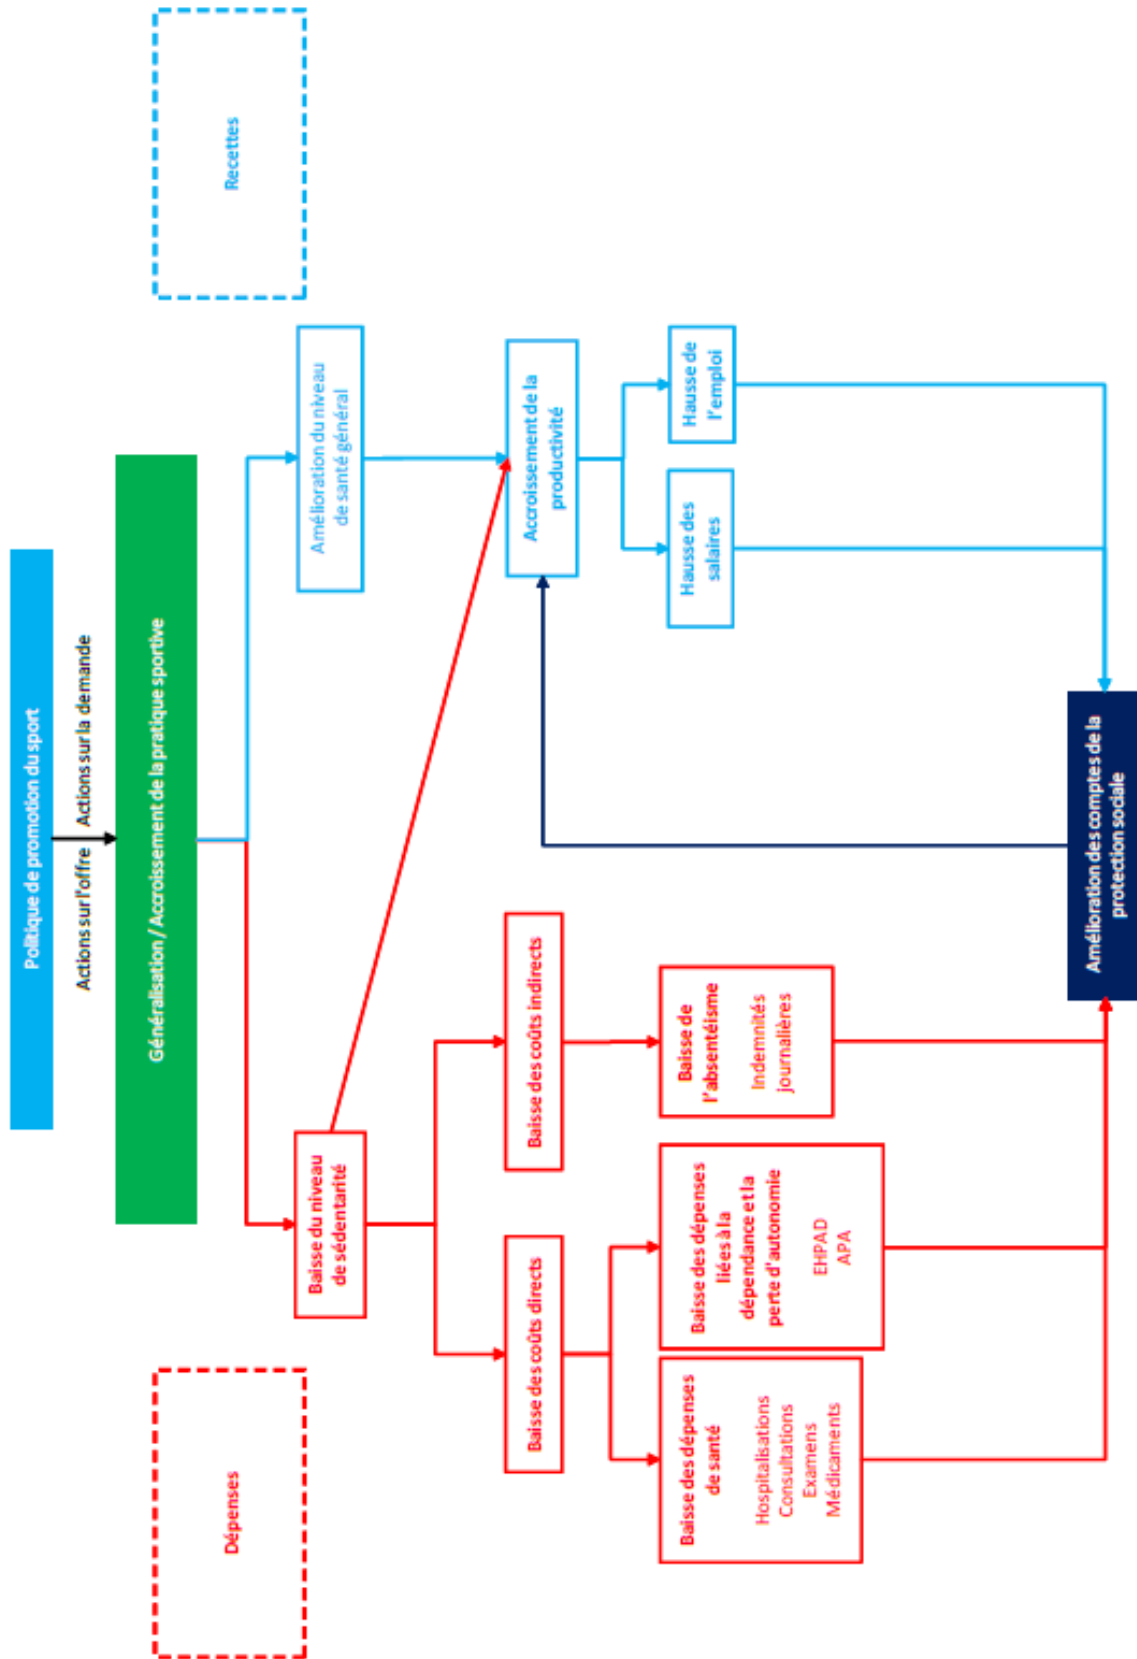 Politique de promotion du sport
Actions sur l'offre
Actions sur la demande
Généralisation / Accroissement de la pratique sportive
Dépenses
Recettes
Baisse du niveau
de sédentarité
Amélioration du niveau
de santé général
Baisse des coûts directs
Baisse des coûts indirects
Accroissement de la
productivité
Baisse des dépenses
de santé
Hospitalisations
Consultations
Examens
Médicaments
Baisse des dépenses
liées à la
dépendance et la
perte d'autonomie
EHPAD
APA
Baisse de
l'absentéisme
Indemnités
journalières
Hausse des
salaires
Hausse de
l'emploi
Amélioration des comptes de la
protection sociale